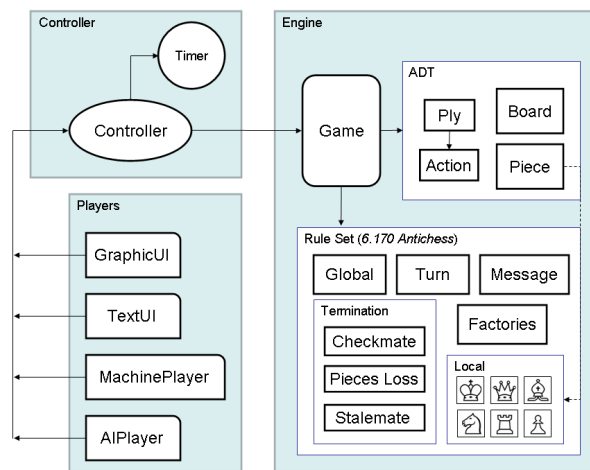 Controller
Timer
Controller
Players
GraphicUI
TextUI
MachinePlayer
AIPlayer
Engine
Game
ADT
Ply
Board
Action
Piece
Rule Set (6.170 Antichess)
Global
Turn
Message
Termination
Checkmate
Pieces Loss
Stalemate
Factories
Local